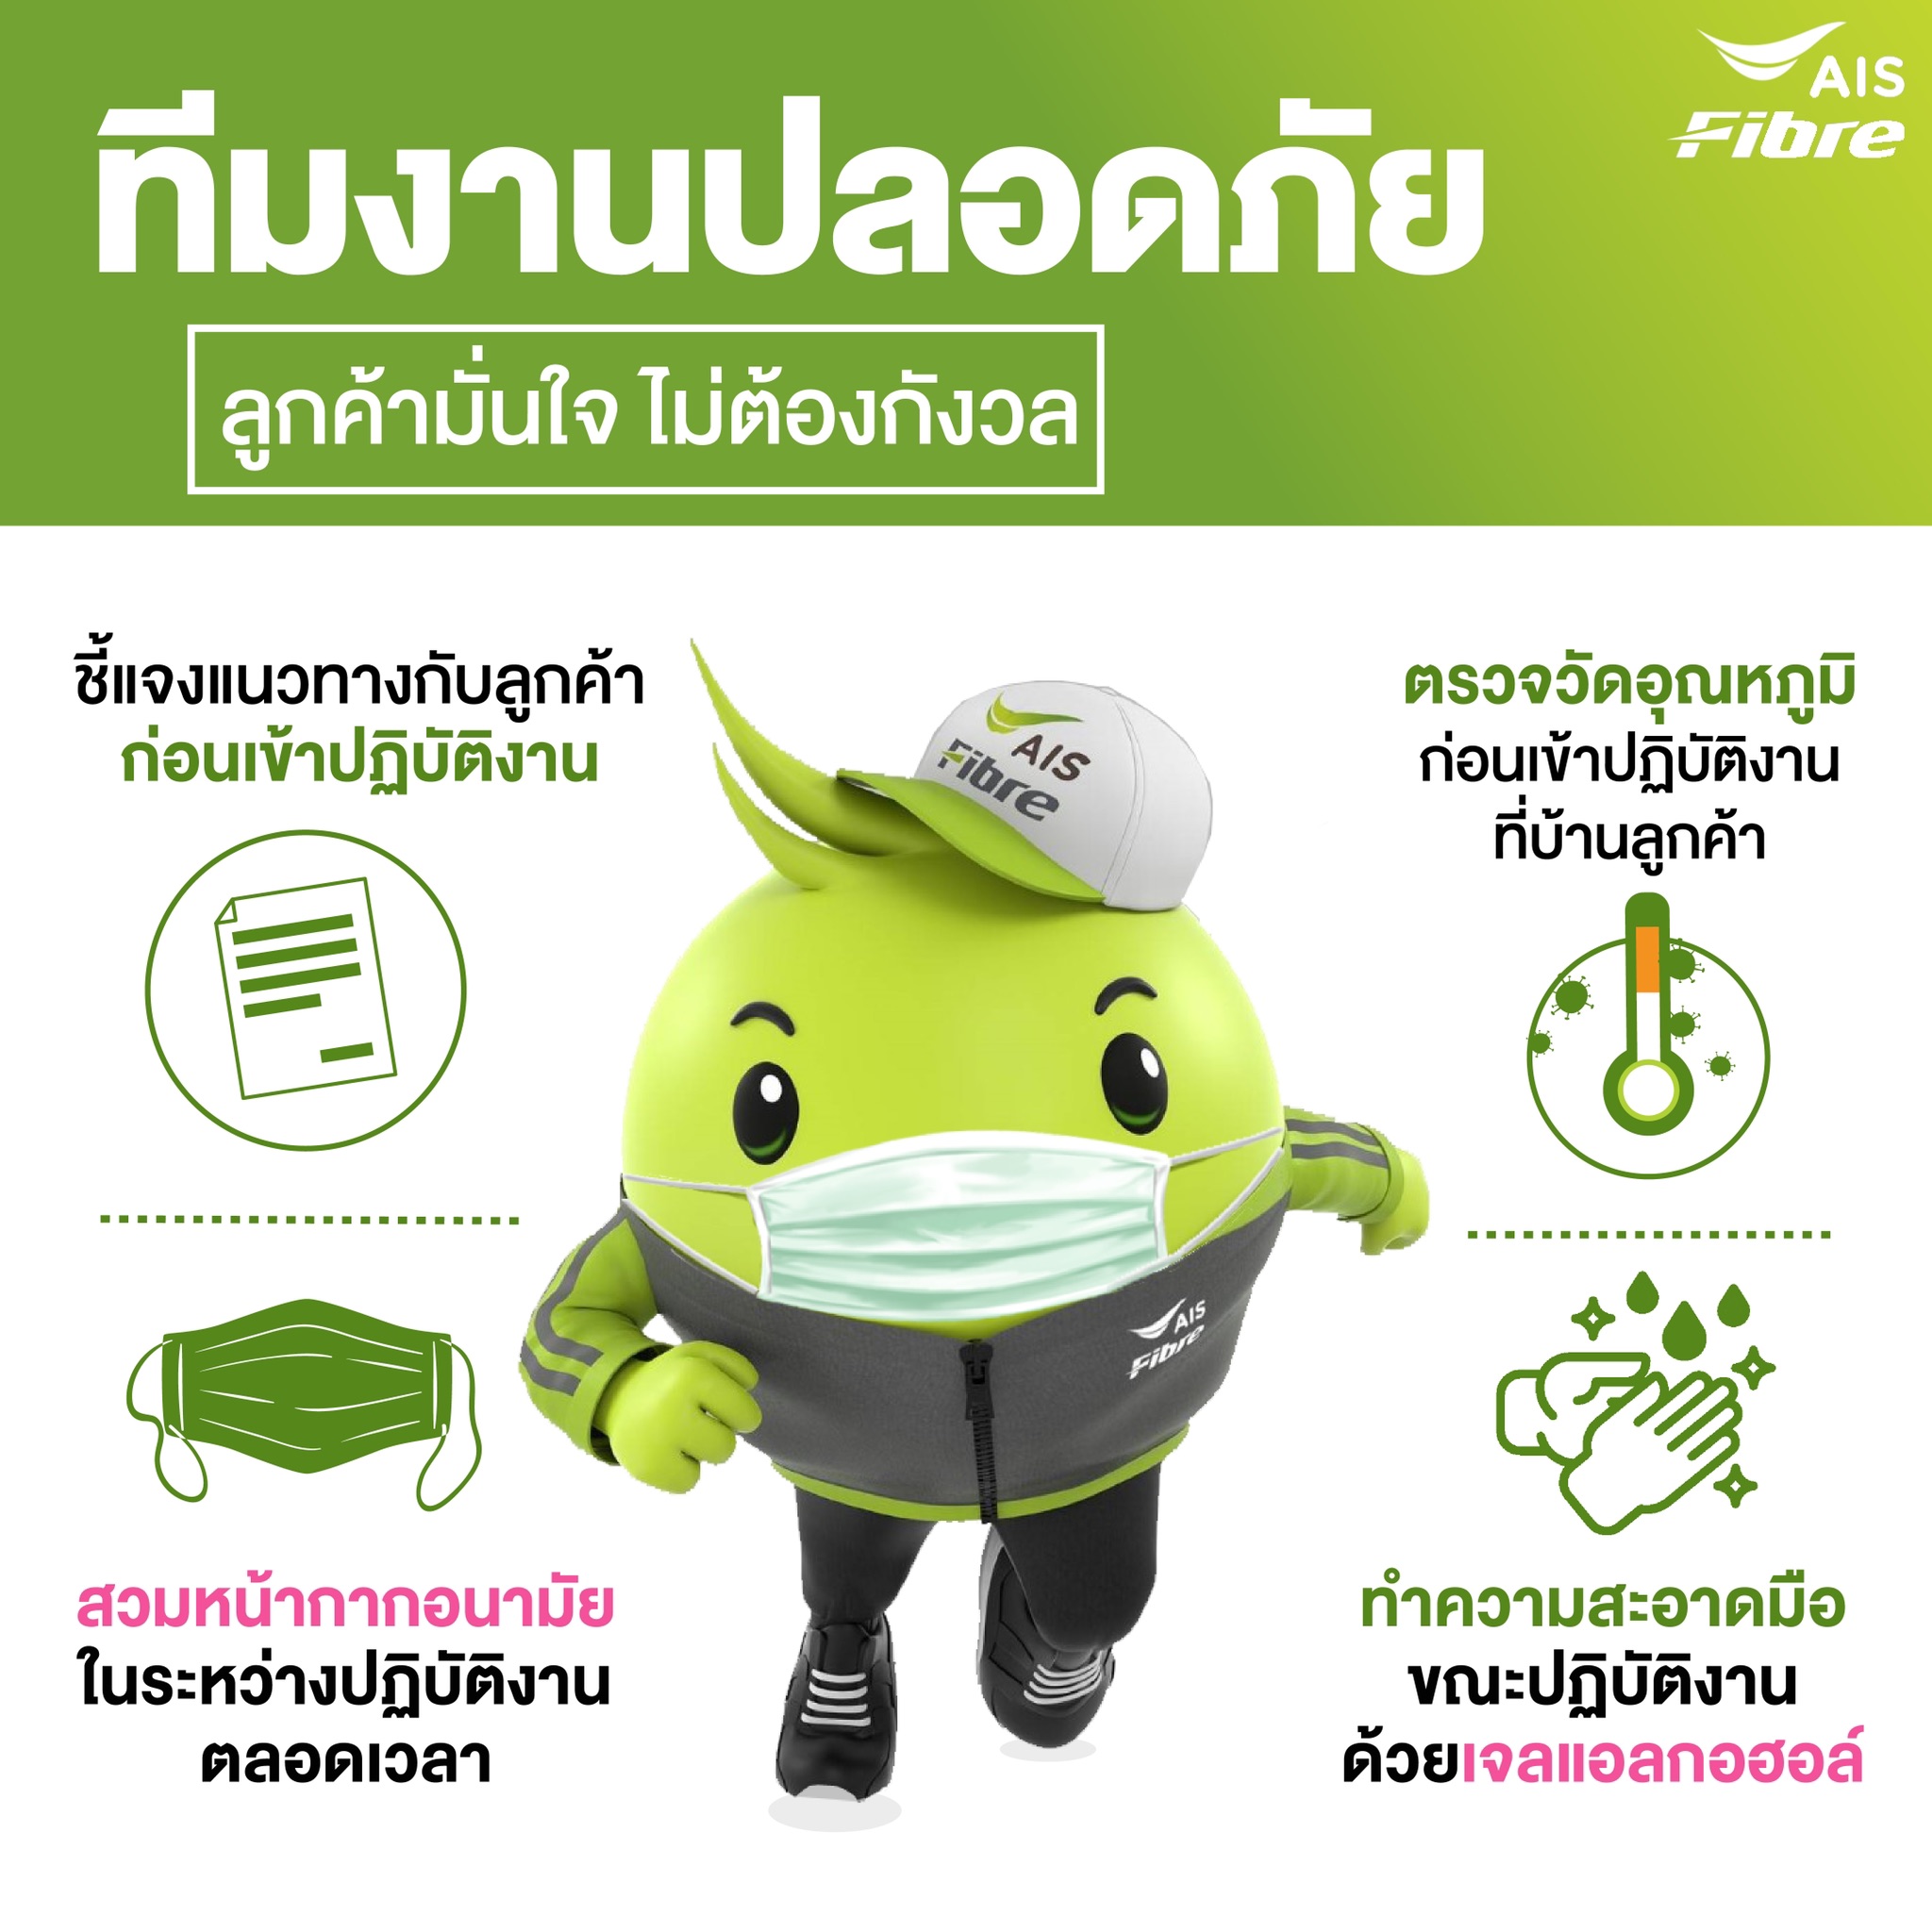 AIS
Fibre
ทีมงานปลอดภัย
ลูกค้ามั่นใจ ไม่ต้องกังวล
ชี้แจงแนวทางกับลูกค้า
ก่อนเข้าปฏิบัติงาน
ตรวจวัดอุณหภูมิ
ก่อนเข้าปฏิบัติงาน
ที่บ้านลูกค้า
AIS
Fibre
AIS
Fibre
สวมหน้ากากอนามัย
ในระหว่างปฏิบัติงาน
ตลอดเวลา
ทำความสะอาดมือ
ขณะปฏิบัติงาน
ด้วยเจลแอลกอฮอล์